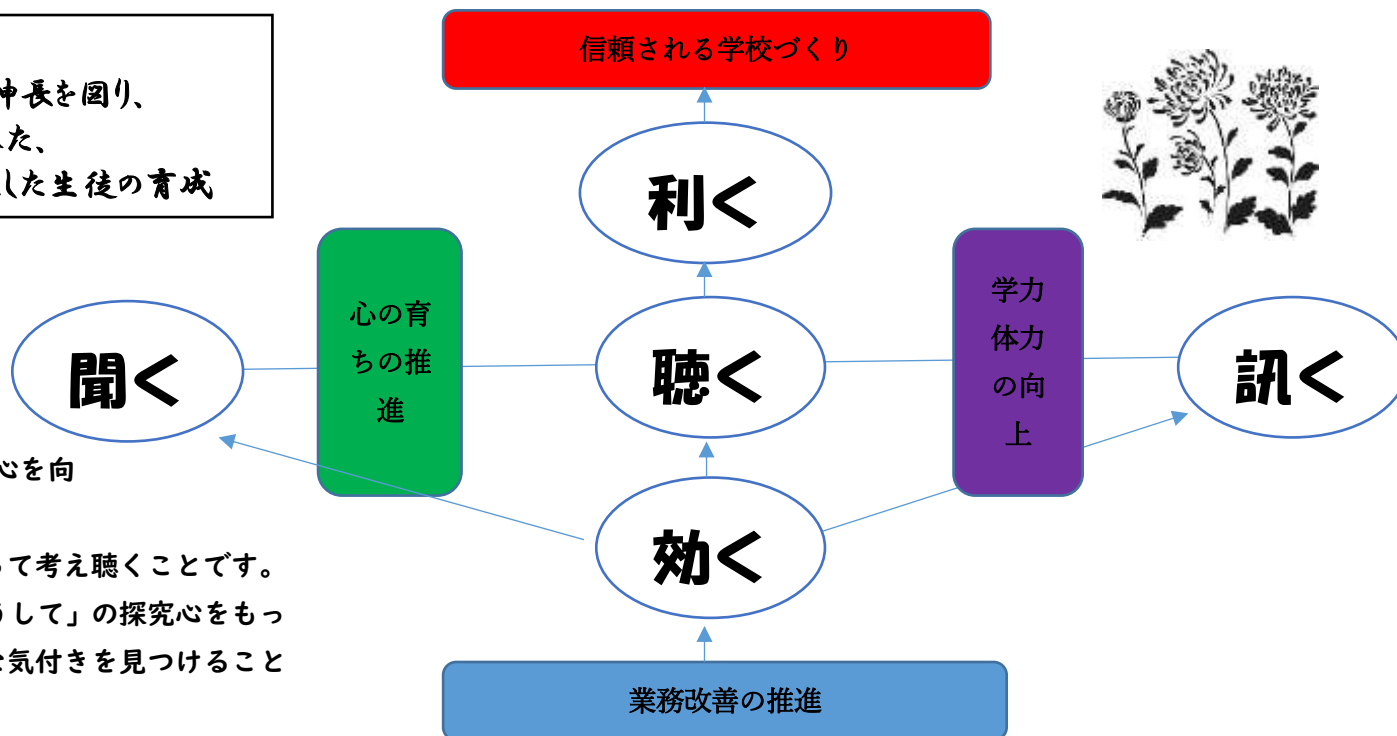 信頼される学校づくり
伸長を図り、
た、
した生徒の育成
利く
心の育
ちの推
進
学力
体力
の向
上
聞く
聴く
訊く
心を向
って考え聴くことです。
うして」の探究心をもっ
な気付きを見つけること
効く
業務改善の推進